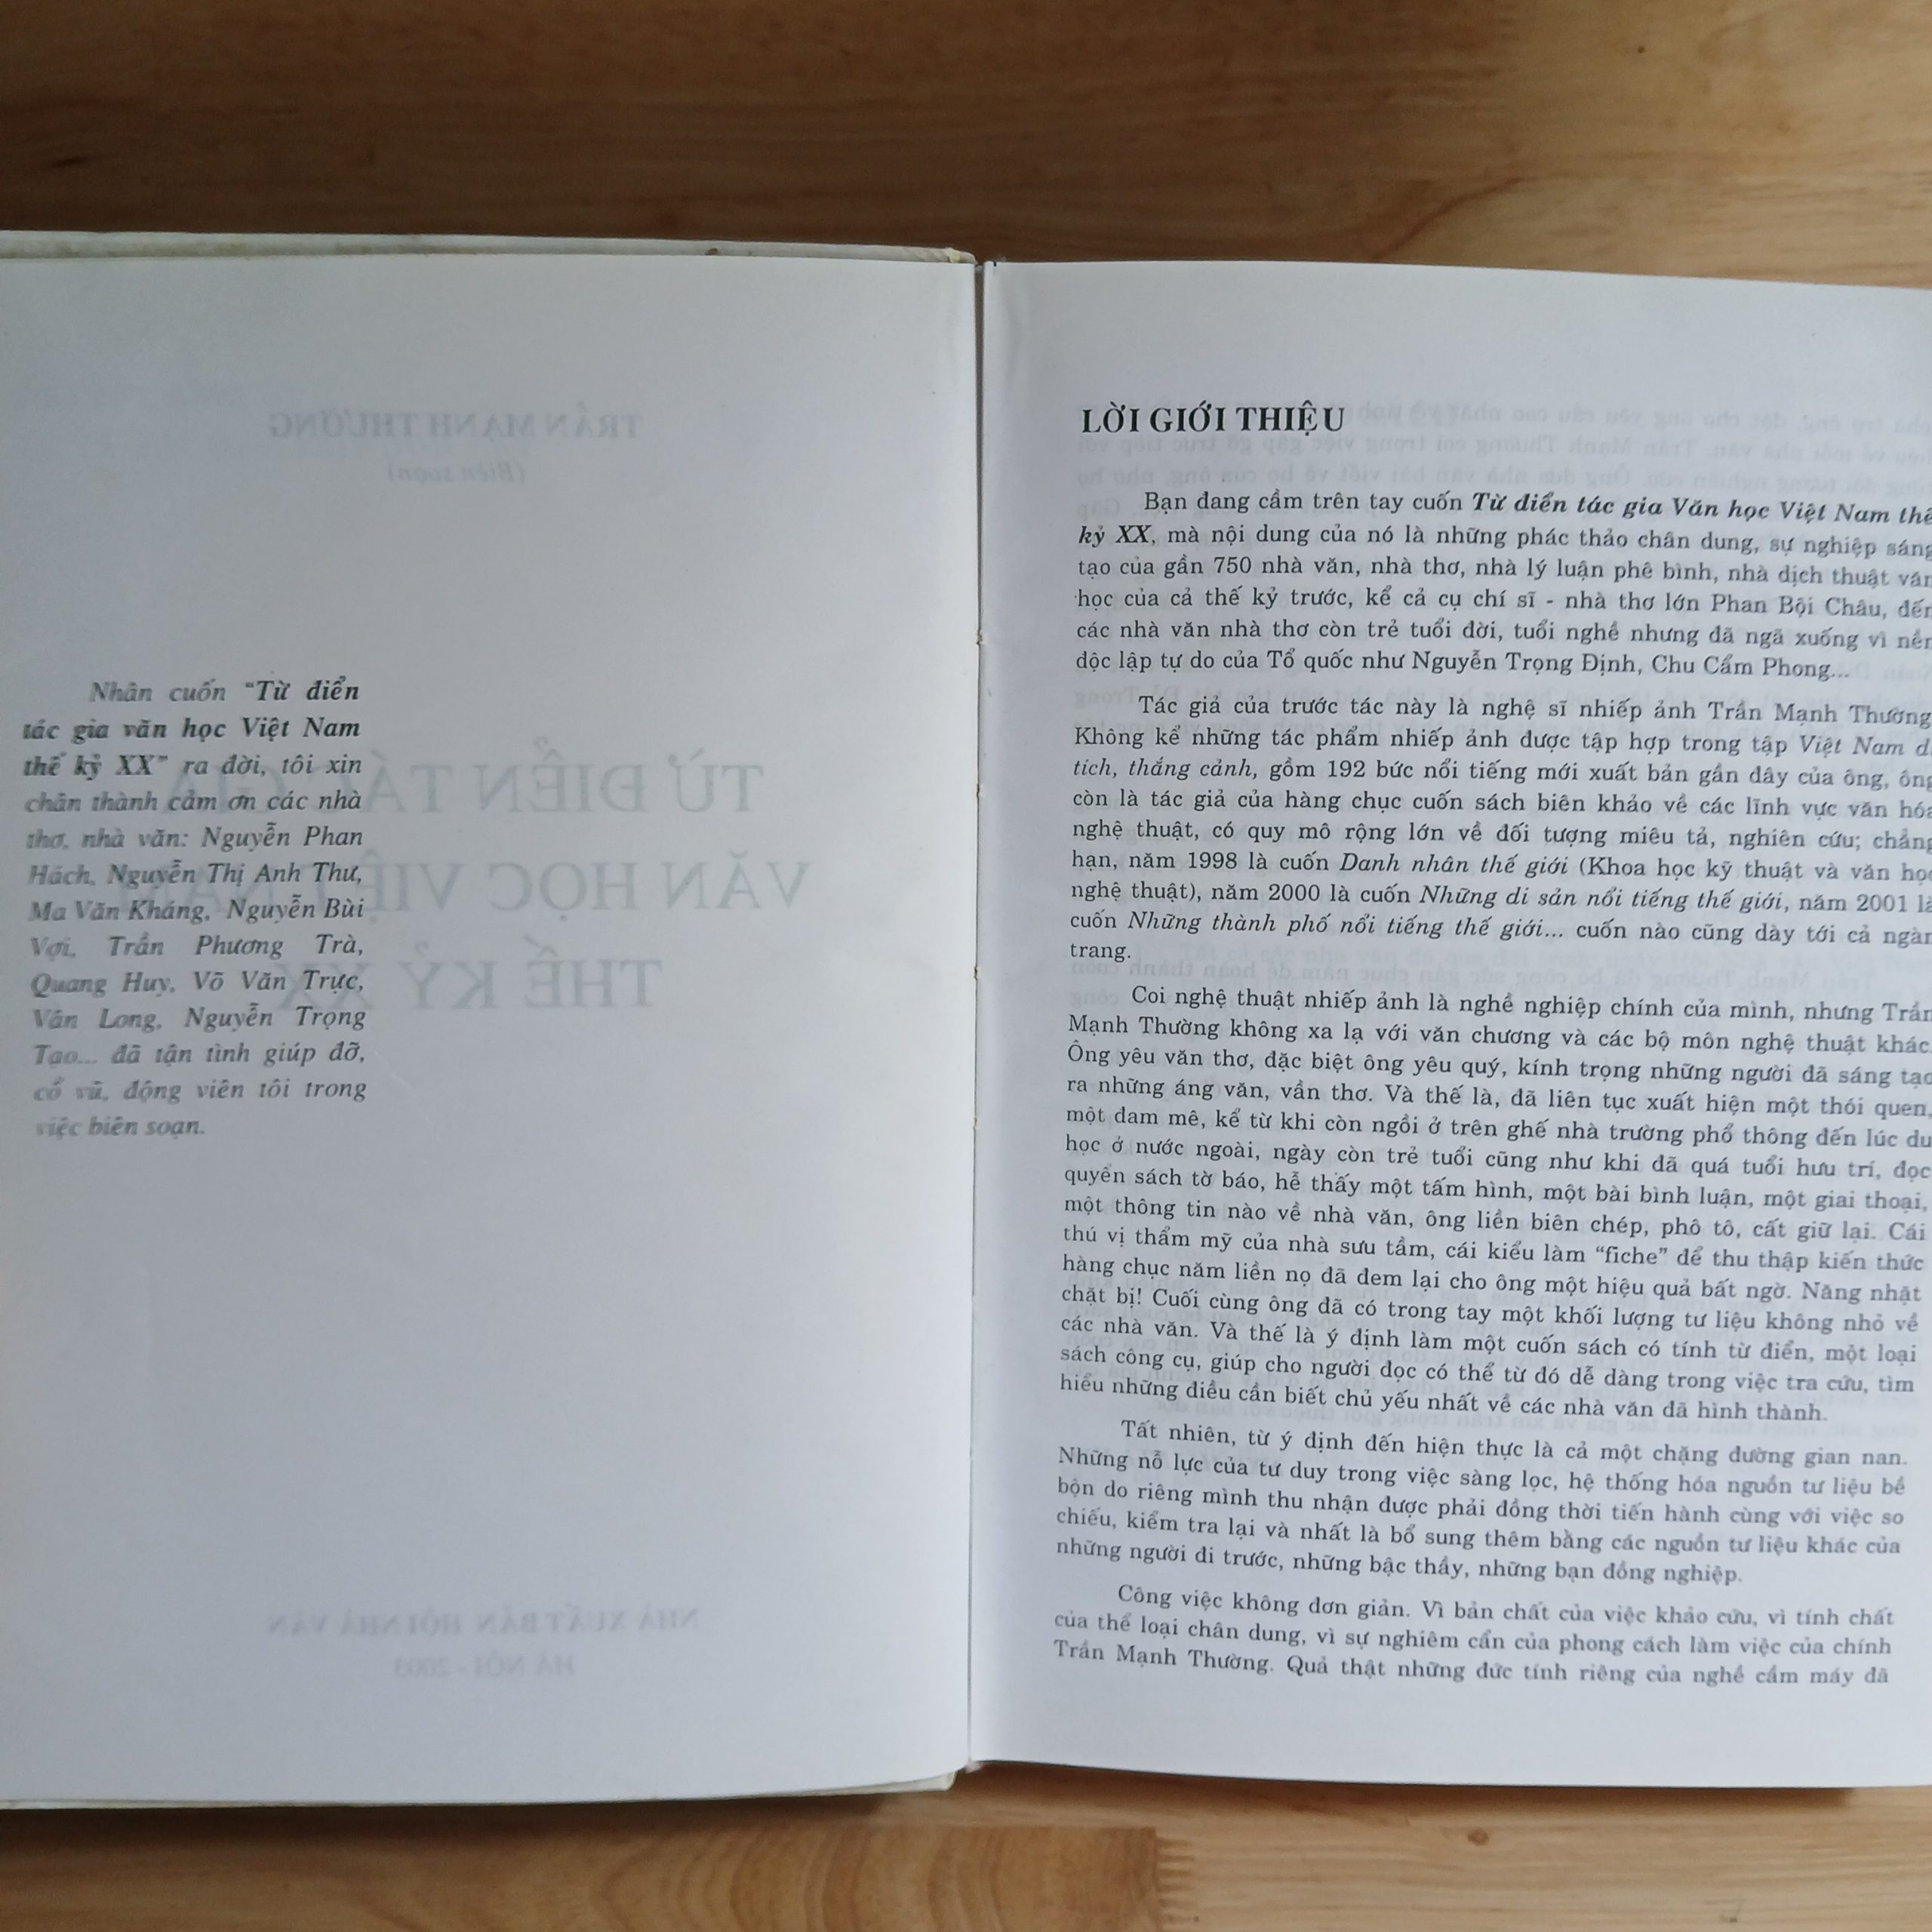 Nhân cuốn "Từ điển
tác gia văn học Việt Nam
thế kỷ XX" ra đời, tôi xin
chân thành cảm ơn các nhà
thơ, nhà văn: Nguyễn Phan
Hách, Nguyễn Thị Anh Thư,
Ma Văn Kháng, Nguyễn Bùi
Vợi, Trần Phương Trà,
Quang Huy, Võ Văn Trực,
Vân Long, Nguyễn Trọng
Tạo... đã tận tình giúp đỡ,
cổ vũ, động viên tôi trong
việc biên soạn.
TRẦN MẠNH THƯỜNG
(Biên soạn)
TỪ ĐIỂN TÁC GIA
VĂN HỌC VIỆT NAM
THẾ KỶ XX
NHÀ XUẤT BẢN HỘI NHÀ VĂN
HÀ NỘI - 2003
LỜI GIỚI THIỆU
Bạn đang cầm trên tay cuốn Từ điển tác gia Văn học Việt Nam thế
kỷ XX, mà nội dung của nó là những phác thảo chân dung, sự nghiệp sáng
tạo của gần 750 nhà văn, nhà thơ, nhà lý luận phê bình, nhà dịch thuật văn
học của cả thế kỷ trước, kể cả cụ chí sĩ - nhà thơ lớn Phan Bội Châu, đến
các nhà văn nhà thơ còn trẻ tuổi đời, tuổi nghề nhưng đã ngã xuống vì nền
độc lập tự do của Tổ quốc như Nguyễn Trọng Định, Chu Cẩm Phong...
Tác giả của trước tác này là nghệ sĩ nhiếp ảnh Trần Mạnh Thường
Không kể những tác phẩm nhiếp ảnh được tập hợp trong tập Việt Nam di
tích, thắng cảnh, gồm 192 bức nổi tiếng mới xuất bản gần đây của ông, ông
còn là tác giả của hàng chục cuốn sách biên khảo về các lĩnh vực văn hóa
nghệ thuật, có quy mô rộng lớn về đối tượng miêu tả, nghiên cứu; chẳng
hạn, năm 1998 là cuốn Danh nhân thế giới (Khoa học kỹ thuật và văn học
nghệ thuật), năm 2000 là cuốn Những di sản nổi tiếng thế giới, năm 2001 là
cuốn Những thành phố nổi tiếng thế giới... cuốn nào cũng dày tới cả ngàn
trang.
Coi nghệ thuật nhiếp ảnh là nghề nghiệp chính của mình, nhưng Trần
Mạnh Thường không xa lạ với văn chương và các bộ môn nghệ thuật khác.
Ông yêu văn thơ, đặc biệt ông yêu quý, kính trọng những người đã sáng tạo
ra những áng văn, vần thơ. Và thế là, đã liên tục xuất hiện một thói quen,
một đam mê, kể từ khi còn ngồi ở trên ghế nhà trường phổ thông đến lúc du
học ở nước ngoài, ngày còn trẻ tuổi cũng như khi đã quá tuổi hưu trí, đọc
quyển sách tờ báo, hễ thấy một tấm hình, một bài bình luận, một giai thoại,
một thông tin nào về nhà văn, ông liền biên chép, phô tô, cất giữ lại. Cái
thú vị thẩm mỹ của nhà sưu tầm, cái kiểu làm "fiche" để thu thập kiến thức
hàng chục năm liền nọ đã đem lại cho ông một hiệu quả bất ngờ. Năng nhặt
chặt bị! Cuối cùng ông đã có trong tay một khối lượng tư liệu không nhỏ về
các nhà văn. Và thế là ý định làm một cuốn sách có tính từ điển, một loại
sách công cụ, giúp cho người đọc có thể từ đó dễ dàng trong việc tra cứu, tìm
hiểu những điều cần biết chủ yếu nhất về các nhà văn đã hình thành.
Tất nhiên, từ ý định đến hiện thực là cả một chặng đường gian nan.
Những nỗ lực của tư duy trong việc sàng lọc, hệ thống hóa nguồn tư liệu bề
bộn do riêng mình thu nhận được phải đồng thời tiến hành cùng với việc so
chiếu, kiểm tra lại và nhất là bổ sung thêm bằng các nguồn tư liệu khác của
những người đi trước, những bậc thầy, những bạn đồng nghiệp.
Công việc không đơn giản. Vì bản chất của việc khảo cứu, vì tính chất
của thể loại chân dung, vì sự nghiêm cẩn của phong cách làm việc của chính
Trần Mạnh Thường. Quả thật những đức tính riêng của nghề cầm máy đã